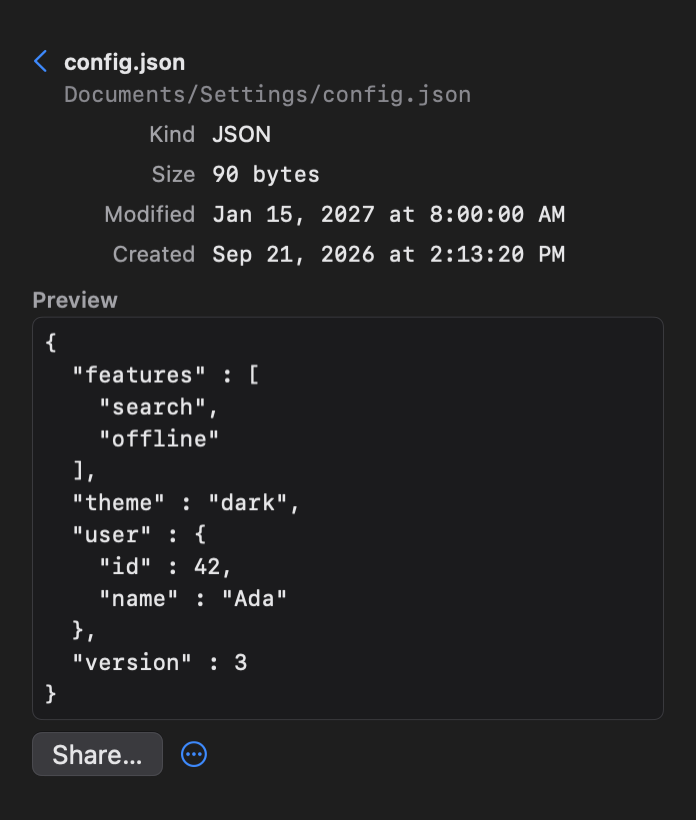 config.json
Documents/Settings/config.json
Kind JSON
Size 90 bytes
Modified Jan 15, 2027 at 8:00:00 AM
Created Sep 21, 2026 at 2:13:20 PM
Preview
{
  "features" : [
    "search",
    "offline"
  ],
  "theme" : "dark",
  "user" : {
    "id" : 42,
    "name" : "Ada"
  },
  "version" : 3
}
Share...